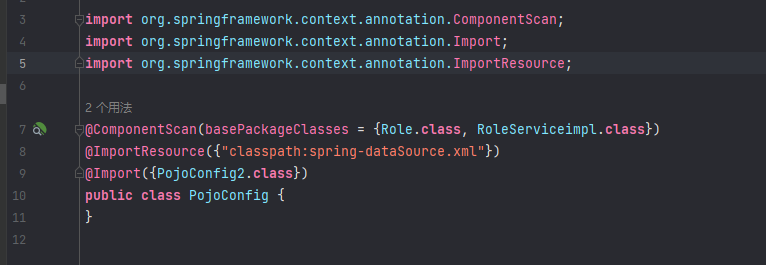 3 import org.springframework.context.annotation.ComponentScan;
4 import org.springframework.context.annotation.Import;
5 import org.springframework.context.annotation.ImportResource;
6
2 个用法
7 @ComponentScan(basePackageClasses = {Role.class, RoleServiceimpl.class})
8 @ImportResource({"classpath:spring-dataSource.xml"})
9 @Import({PojoConfig2.class})
10 public class PojoConfig {
11 }
12